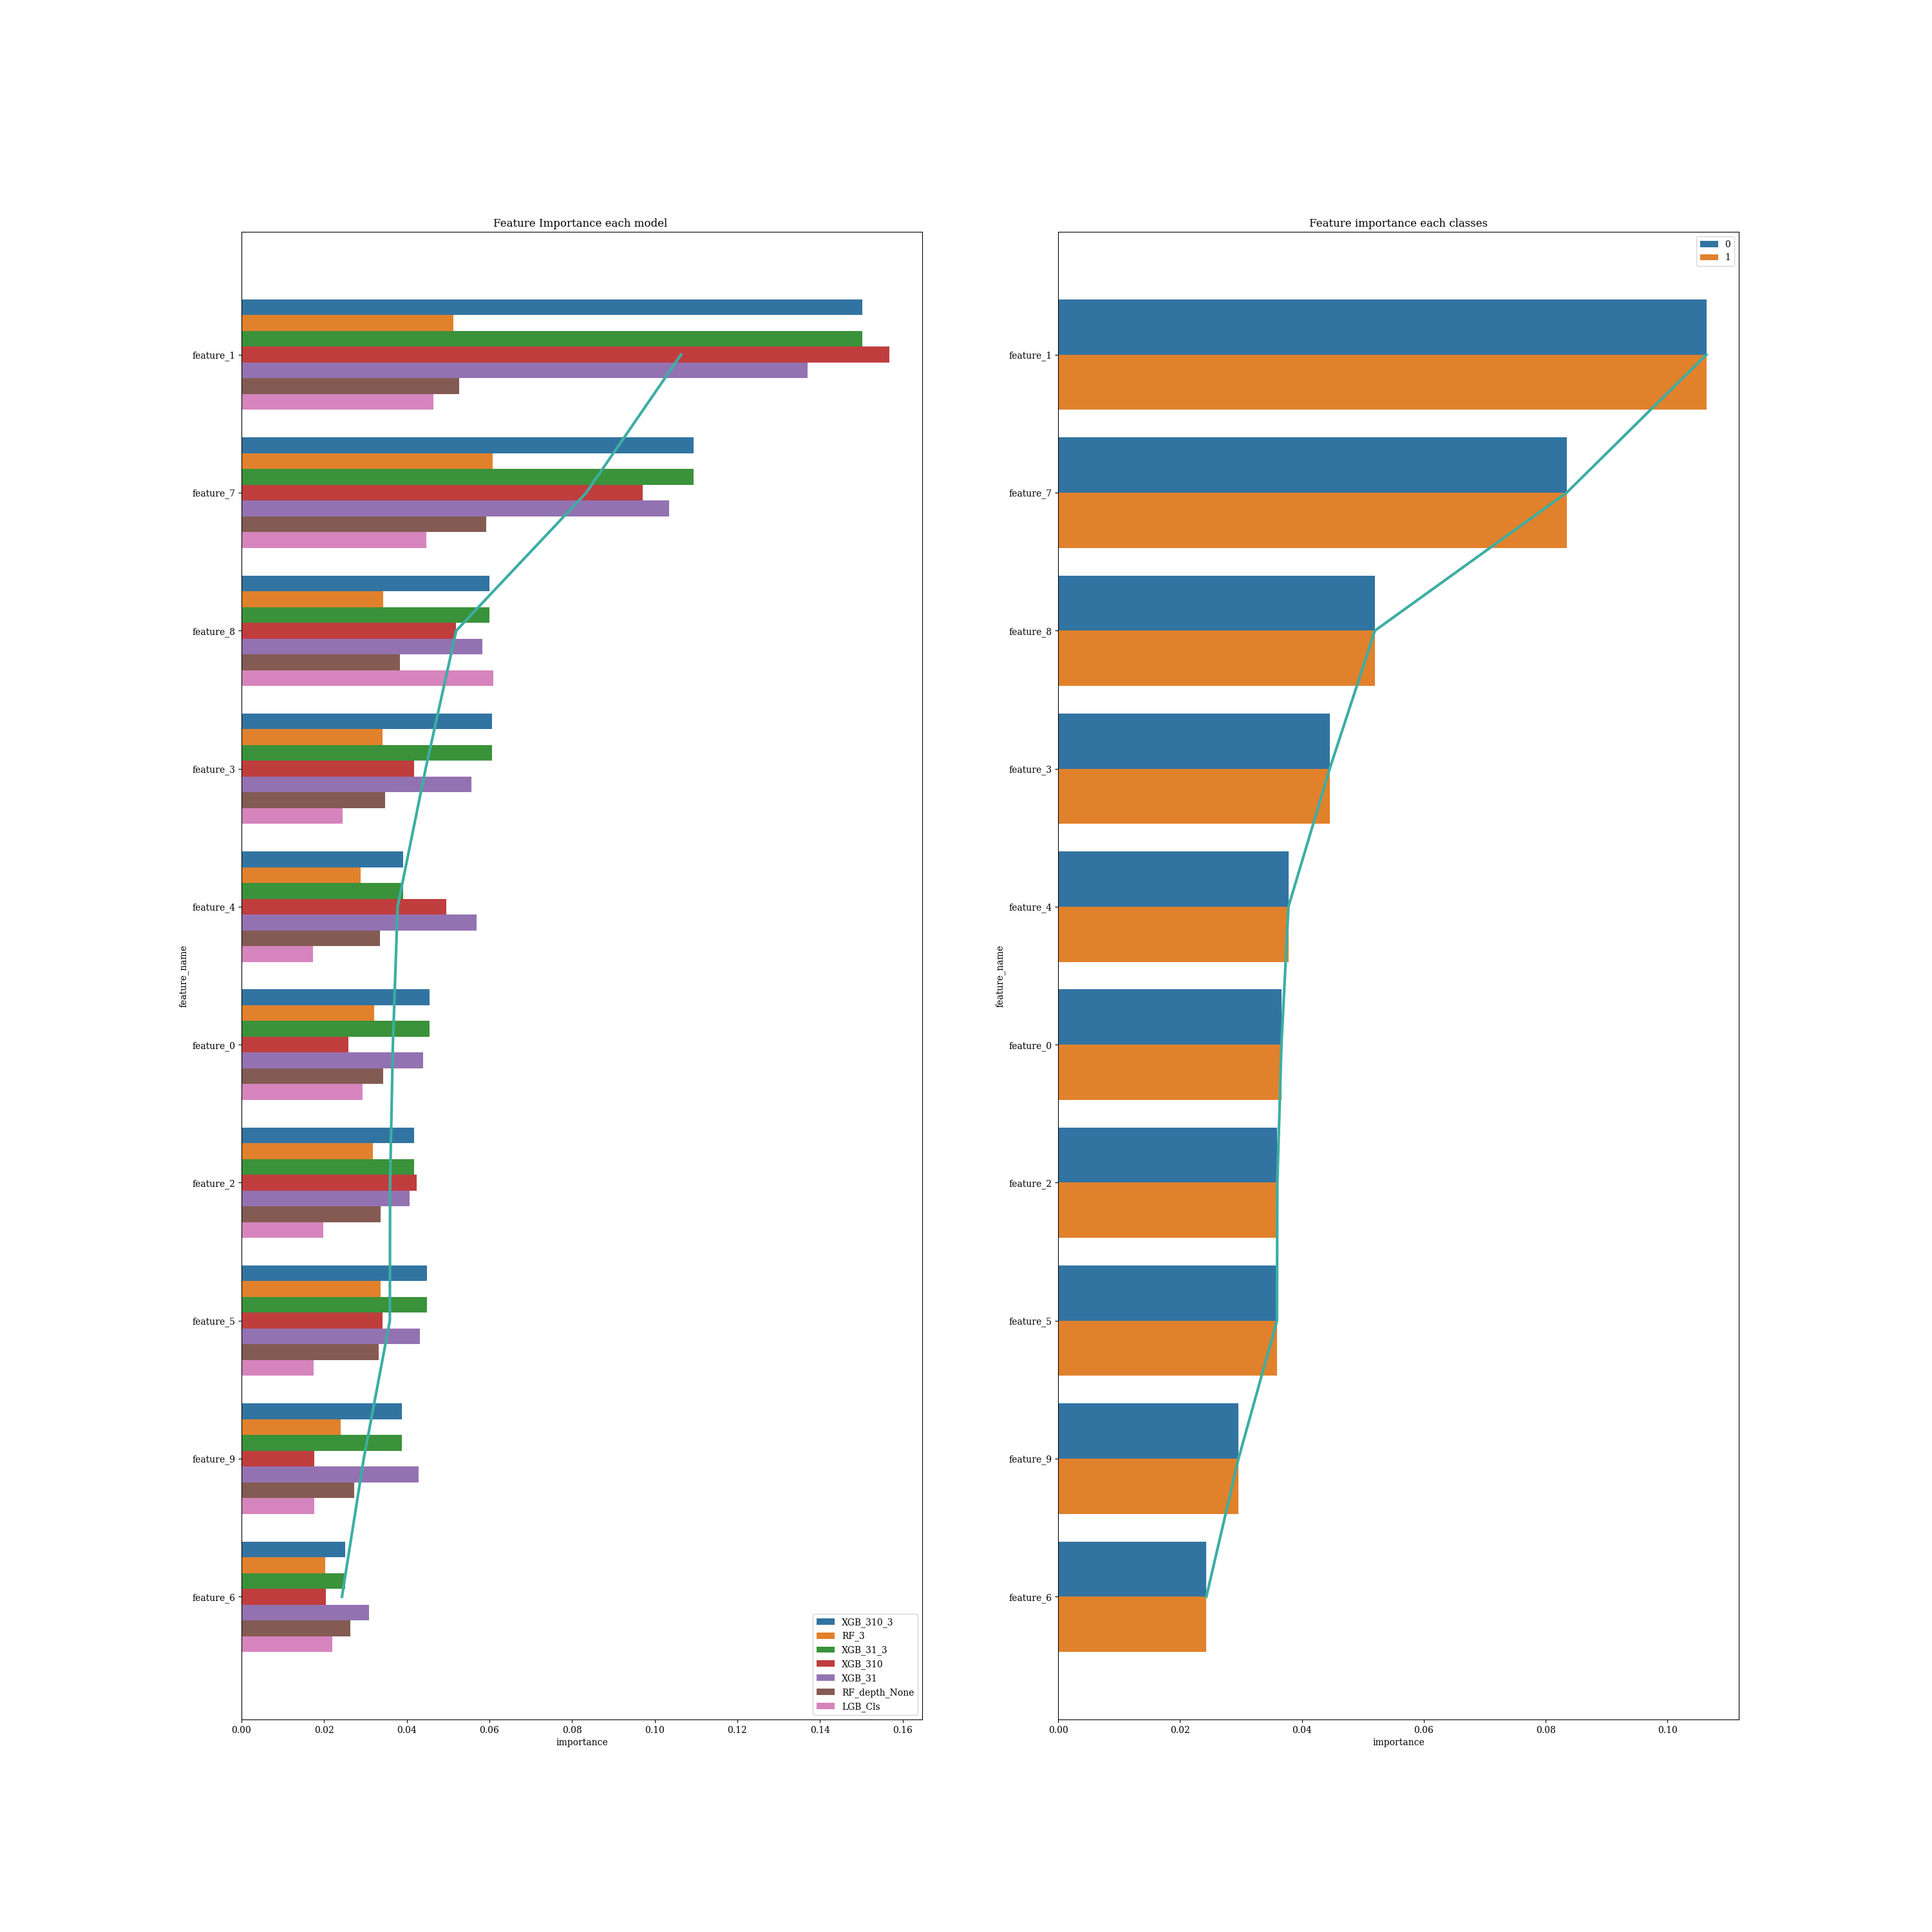 Feature Importance each model
feature_name
feature_1
feature_7
feature_8
feature_3
feature_4
feature_0
feature_2
feature_5
feature_9
feature_6
XGB_310_3
RF_3
XGB_31_3
XGB_310
XGB_31
RF_depth_None
LGB_Cls
0.00 0.02 0.04 0.06 0.08 0.10 0.12 0.14 0.16
importance
Feature importance each classes
0
1
feature_name
feature_1
feature_7
feature_8
feature_3
feature_4
feature_0
feature_2
feature_5
feature_9
feature_6
0.00 0.02 0.04 0.06 0.08 0.10
importance